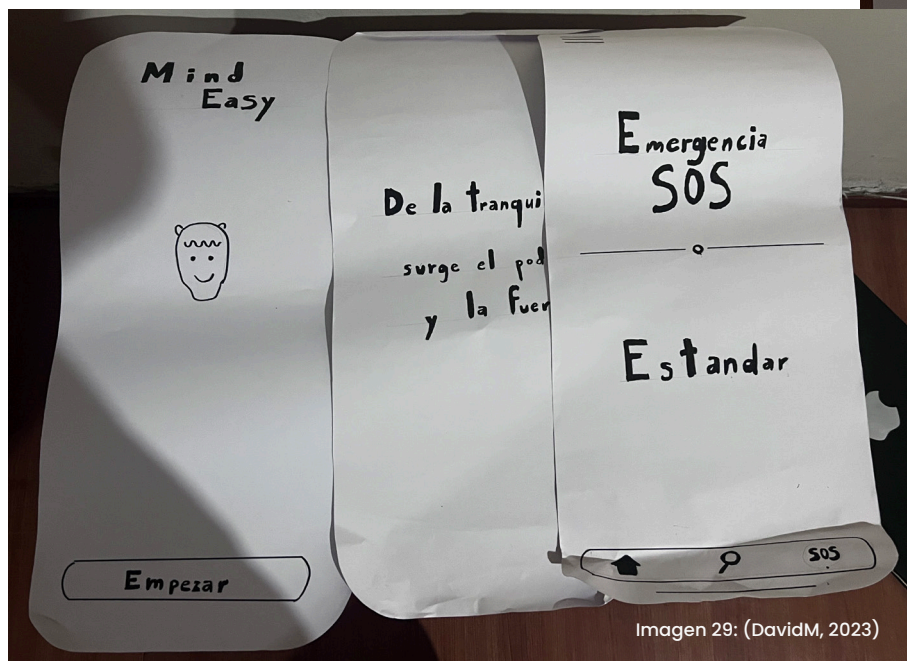 Mind
Easy
Empezar
De la tranqui
surge el pod
y la fuer
Emergencia
SOS
Estandar
SOS
Imagen 29: (DavidM, 2023)